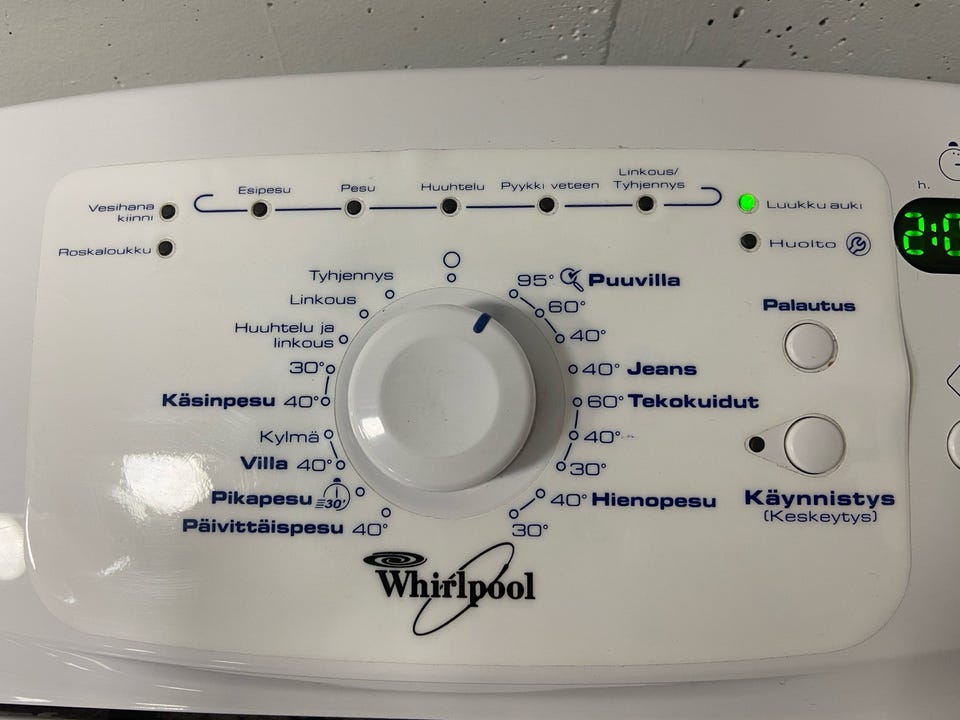 Vesihana
kiinni
Roskaloukku
Esipesu
Pesu
Huuhtelu
Pyykki veteen
Linkous/
Tyhjennys
Luukku auki
Huolto
h.
Tyhjennys
Linkous
Huuhtelu ja
linkous
30°
Käsinpesu 40°
Kylmä
Villa 40°
Pikapesu 30'
Päivittäispesu 40°
95° Puuvilla
60°
40°
40° Jeans
60° Tekokuidut
40°
30°
40° Hienopesu
30°
Palautus
Käynnistys
(Keskeytys)
Whirlpool